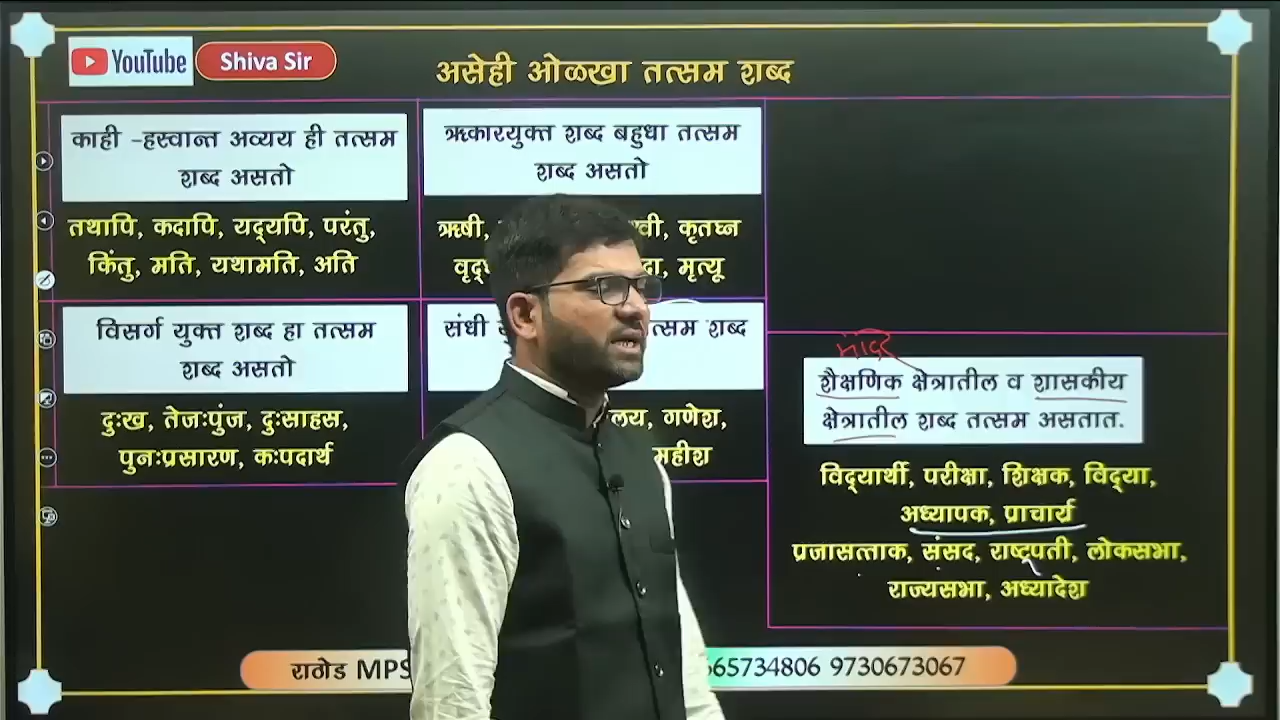 YouTube
Shiva Sir
असेही ओळखा तत्सम शब्द
काही -हस्वान्त अव्यय ही तत्सम
शब्द असतो
तथापि, कदापि, यद्यपि, परंतु,
किंतु, मति, यथामति, अति
ऋकारयुक्त शब्द बहुधा तत्सम
शब्द असतो
ऋषी, कृतघ्न
मृत्यू
विसर्ग युक्त शब्द हा तत्सम
शब्द असतो
दुःख, तेजःपुंज, दुःसाहस,
पुनःप्रसारण, कःपदार्थ
संधी शब्द
गणेश,
महीश
शैक्षणिक क्षेत्रातील व शासकीय
क्षेत्रातील शब्द तत्सम असतात.
विद्यार्थी, परीक्षा, शिक्षक, विद्या,
अध्यापक, प्राचार्य
प्रजासत्ताक, संसद, राष्ट्रपती, लोकसभा,
राज्यसभा, अध्यादेश
राठोड MPS
665734806 9730673067